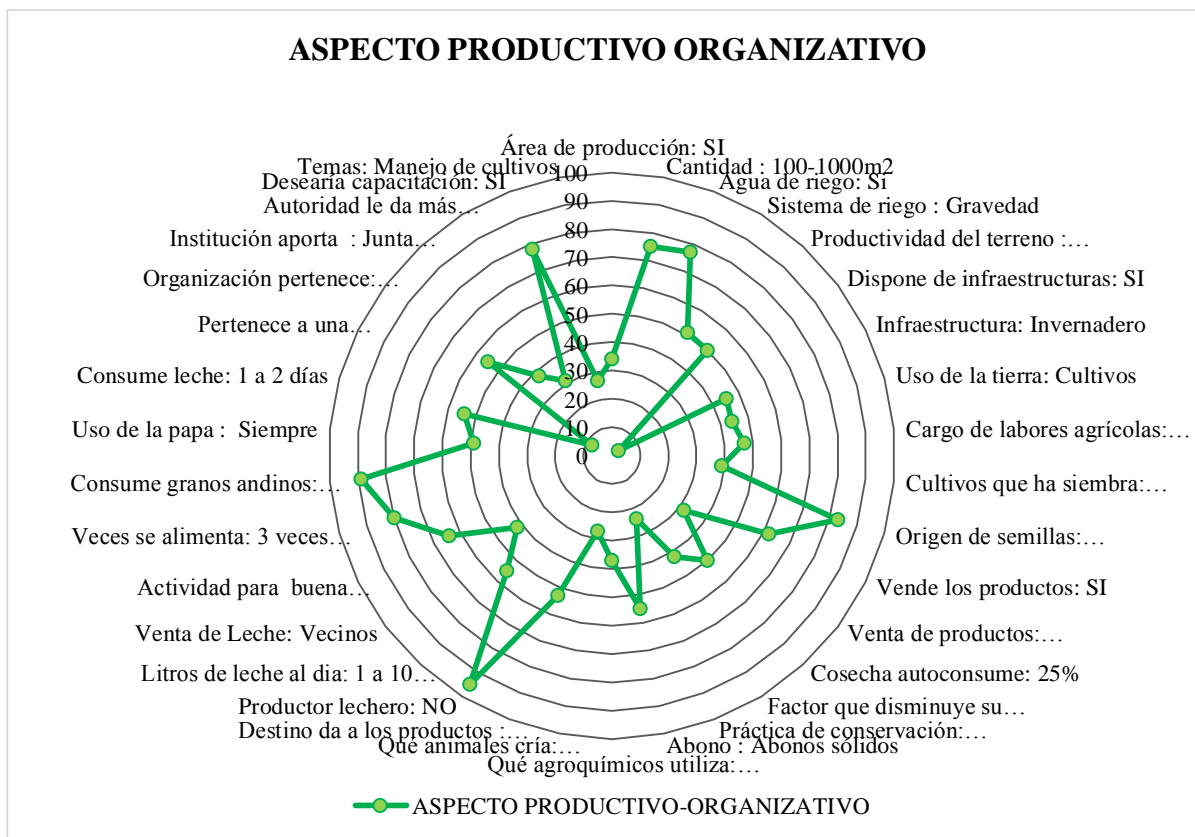 ASPECTO PRODUCTIVO ORGANIZATIVO
Área de producción: SI
Cantidad : 100-1000m2
Agua de riego: Sí
Sistema de riego : Gravedad
Productividad del terreno :…
Dispone de infraestructuras: SI
Infraestructura: Invernadero
Uso de la tierra: Cultivos
Cargo de labores agrícolas:…
Cultivos que ha siembra:…
Origen de semillas:…
Vende los productos: SI
Venta de productos:…
Cosecha autoconsume: 25%
Factor que disminuye su…
Práctica de conservación:…
Abono : Abonos sólidos
Qué agroquímicos utiliza:…
Qué animales cría:…
Destino da a los productos :…
Productor lechero: NO
Litros de leche al dia: 1 a 10…
Venta de Leche: Vecinos
Actividad para buena…
Veces se alimenta: 3 veces…
Consume granos andinos:…
Uso de la papa : Siempre
Consume leche: 1 a 2 días
Pertenece a una…
Organización pertenece:…
Institución aporta : Junta…
Autoridad le da más…
Desearía capacitación: SI
Temas: Manejo de cultivos
100
90
80
70
60
50
40
30
20
10
0
ASPECTO PRODUCTIVO-ORGANIZATIVO